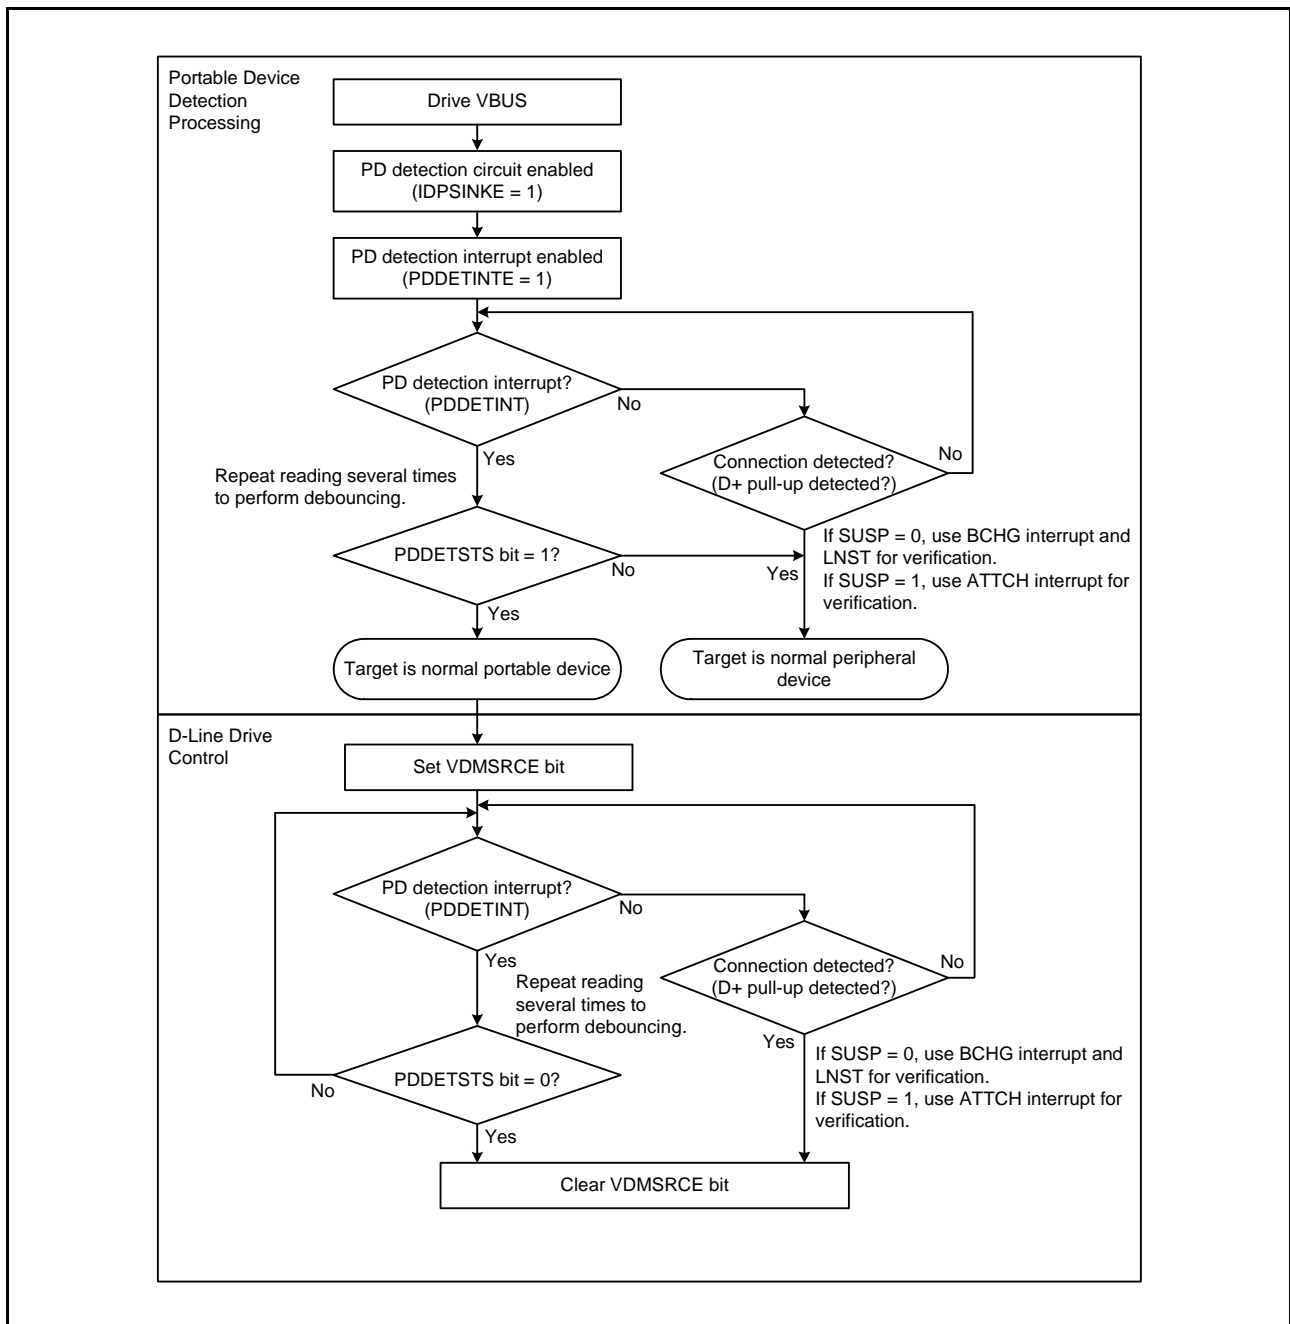 Portable Device
Detection
Processing
Drive VBUS
PD detection circuit enabled
(IDPSINKE = 1)
PD detection interrupt enabled
(PDDETINTE = 1)
PD detection interrupt?
(PDDETINT)
No
Yes
Connection detected?
(D+ pull-up detected?)
No
Repeat reading several times
to perform debouncing.
PDDETSTS bit = 1?
No
Yes
Yes
If SUSP = 0, use BCHG interrupt and
LNST for verification.
If SUSP = 1, use ATTCH interrupt for
verification.
Target is normal portable device
Target is normal peripheral
device
D-Line Drive
Control
Set VDMSRCE bit
PD detection interrupt?
(PDDETINT)
No
Yes
Connection detected?
(D+ pull-up detected?)
No
Repeat reading
several times to
perform debouncing.
Yes
If SUSP = 0, use BCHG interrupt and
LNST for verification.
If SUSP = 1, use ATTCH interrupt for
verification.
PDDETSTS bit = 0?
No
Yes
Clear VDMSRCE bit